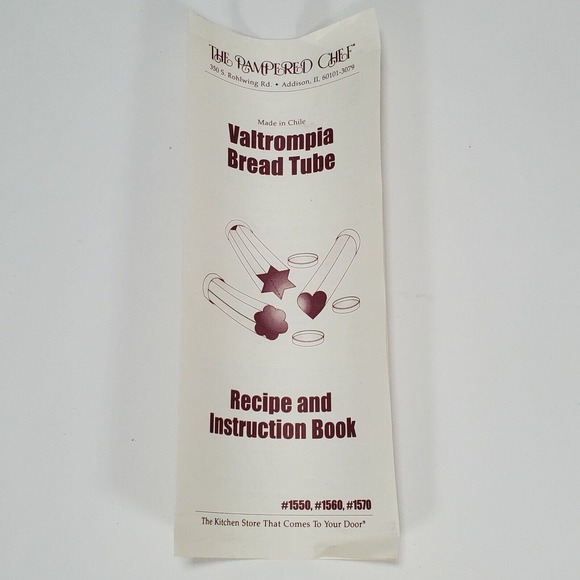 THE PAMPERED CHEF™
350 S. Rohlwing Rd. • Addison, IL 60101-3079
Made in Chile
Valtrompia
Bread Tube
Recipe and
Instruction Book
#1550, #1560, #1570
The Kitchen Store That Comes To Your Door®